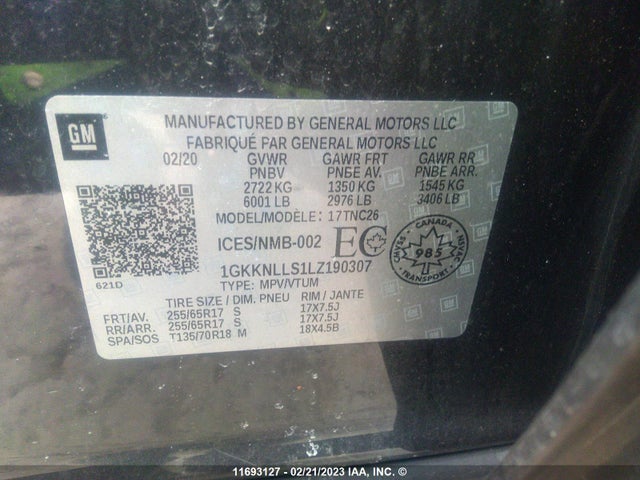 GM
MANUFACTURED BY GENERAL MOTORS LLC
FABRIQUÉ PAR GENERAL MOTORS LLC
02/20 GVWR GAWR FRT GAWR RR
PNBV PNBE AV. PNBE ARR.
2722 KG 1350 KG 1545 KG
6001 LB 2976 LB 3406 LB
MODEL/MODÈLE: 17TNC26
ICES/NMB-002 EC
CANADA
985
NSVAC
SVMAC
1GKKNLLS1LZ190307
621D
TYPE: MPV/VTUM
TIRE SIZE / DIM. PNEU RIM / JANTE
FRT/AV. 255/65R17 S 17X7.5J
RR/ARR. 255/65R17 S 17X7.5J
SPA/SOS T135/70R18 M 18X4.5B
11693127 - 02/21/2023 IAA, INC. ©